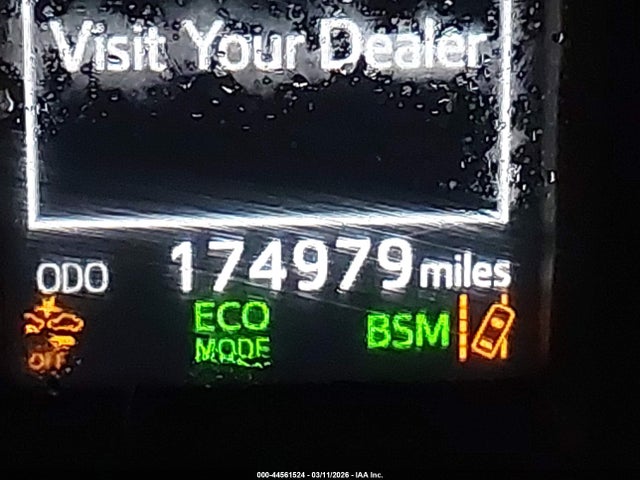 Visit Your Dealer
ODO 174979 miles
OFF ECO MODE BSM
000-44561524 - 03/11/2026 - IAA Inc.